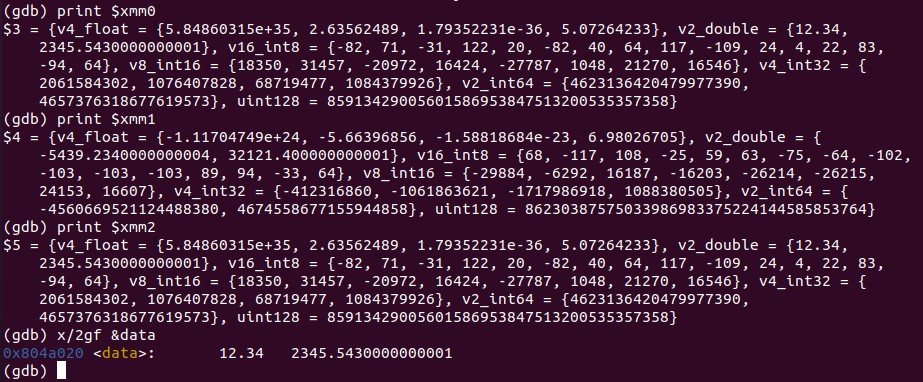 (gdb) print $xmm0
$3 = {v4_float = {5.84860315e+35, 2.63562489, 1.79352231e-36, 5.07264233}, v2_double = {12.34,
2345.5430000000001}, v16_int8 = {-82, 71, -31, 122, 20, -82, 40, 64, 117, -109, 24, 4, 22, 83,
-94, 64}, v8_int16 = {18350, 31457, -20972, 16424, -27787, 1048, 21270, 16546}, v4_int32 = {
2061584302, 1076407828, 68719477, 1084379926}, v2_int64 = {4623136420479977390,
4657376318677619573}, uint128 = 85913429005601586953847513200535357358}
(gdb) print $xmm1
$4 = {v4_float = {-1.11704749e+24, -5.66396856, -1.58818684e-23, 6.98026705}, v2_double = {
-5439.2340000000004, 32121.400000000001}, v16_int8 = {68, -117, 108, -25, 59, 63, -75, -64, -102,
-103, -103, -103, 89, 94, -33, 64}, v8_int16 = {-29884, -6292, 16187, -16203, -26214, -26215,
24153, 16607}, v4_int32 = {-412316860, -1061863621, -1717986918, 1088380505}, v2_int64 = {
-4560669521124488380, 4674558677155944858}, uint128 = 86230387575033986983375224144585853764}
(gdb) print $xmm2
$5 = {v4_float = {5.84860315e+35, 2.63562489, 1.79352231e-36, 5.07264233}, v2_double = {12.34,
2345.5430000000001}, v16_int8 = {-82, 71, -31, 122, 20, -82, 40, 64, 117, -109, 24, 4, 22, 83,
-94, 64}, v8_int16 = {18350, 31457, -20972, 16424, -27787, 1048, 21270, 16546}, v4_int32 = {
2061584302, 1076407828, 68719477, 1084379926}, v2_int64 = {4623136420479977390,
4657376318677619573}, uint128 = 85913429005601586953847513200535357358}
(gdb) x/2gf &data
0x804a020 <data>: 12.34 2345.5430000000001
(gdb)